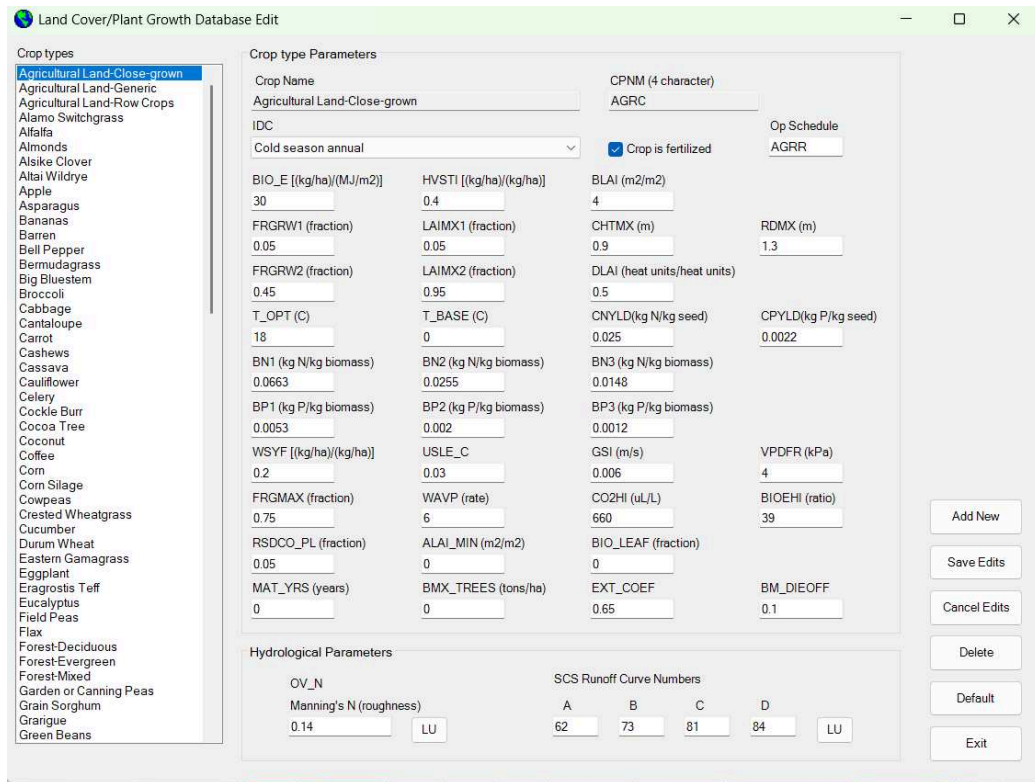 Land Cover/Plant Growth Database Edit
Crop types
Agricultural Land-Close-grown
Agricultural Land-Generic
Agricultural Land-Row Crops
Alamo Switchgrass
Alfalfa
Almonds
Alsike Clover
Altai Wildrye
Apple
Asparagus
Bananas
Barren
Bell Pepper
Bermudagrass
Big Bluestem
Broccoli
Cabbage
Cantaloupe
Carrot
Cashews
Cassava
Cauliflower
Celery
Cockle Burr
Cocoa Tree
Coconut
Coffee
Corn
Corn Silage
Cowpeas
Crested Wheatgrass
Cucumber
Durum Wheat
Eastern Gamagrass
Eggplant
Eragrostis Teff
Eucalyptus
Field Peas
Flax
Forest-Deciduous
Forest-Evergreen
Forest-Mixed
Garden or Canning Peas
Grain Sorghum
Grarigue
Green Beans
Crop type Parameters
Crop Name CPNM (4 character)
Agricultural Land-Close-grown AGRC
IDC Op Schedule
Cold season annual Crop is fertilized AGRR
BIO_E [(kg/ha)/(MJ/m2)] HVSTI [(kg/ha)/(kg/ha)] BLAI (m2/m2)
30 0.4 4
FRGRW1 (fraction) LAIMX1 (fraction) CHTMX (m) RDMX (m)
0.05 0.05 0.9 1.3
FRGRW2 (fraction) LAIMX2 (fraction) DLAI (heat units/heat units)
0.45 0.95 0.5
T_OPT (C) T_BASE (C) CNYLD(kg N/kg seed) CPYLD(kg P/kg seed)
18 0 0.025 0.0022
BN1 (kg N/kg biomass) BN2 (kg N/kg biomass) BN3 (kg N/kg biomass)
0.0663 0.0255 0.0148
BP1 (kg P/kg biomass) BP2 (kg P/kg biomass) BP3 (kg P/kg biomass)
0.0053 0.002 0.0012
WSYF [(kg/ha)/(kg/ha)] USLE_C GSI (m/s) VPDFR (kPa)
0.2 0.03 0.006 4
FRGMAX (fraction) WAVP (rate) CO2HI (uL/L) BIOEHI (ratio)
0.75 6 660 39
RSDCO_PL (fraction) ALAI_MIN (m2/m2) BIO_LEAF (fraction)
0.05 0 0
MAT_YRS (years) BMX_TREES (tons/ha) EXT_COEF BM_DIEOFF
0 0 0.65 0.1
Hydrological Parameters
OV_N SCS Runoff Curve Numbers
Manning's N (roughness) A B C D
0.14 LU 62 73 81 84 LU
Add New
Save Edits
Cancel Edits
Delete
Default
Exit